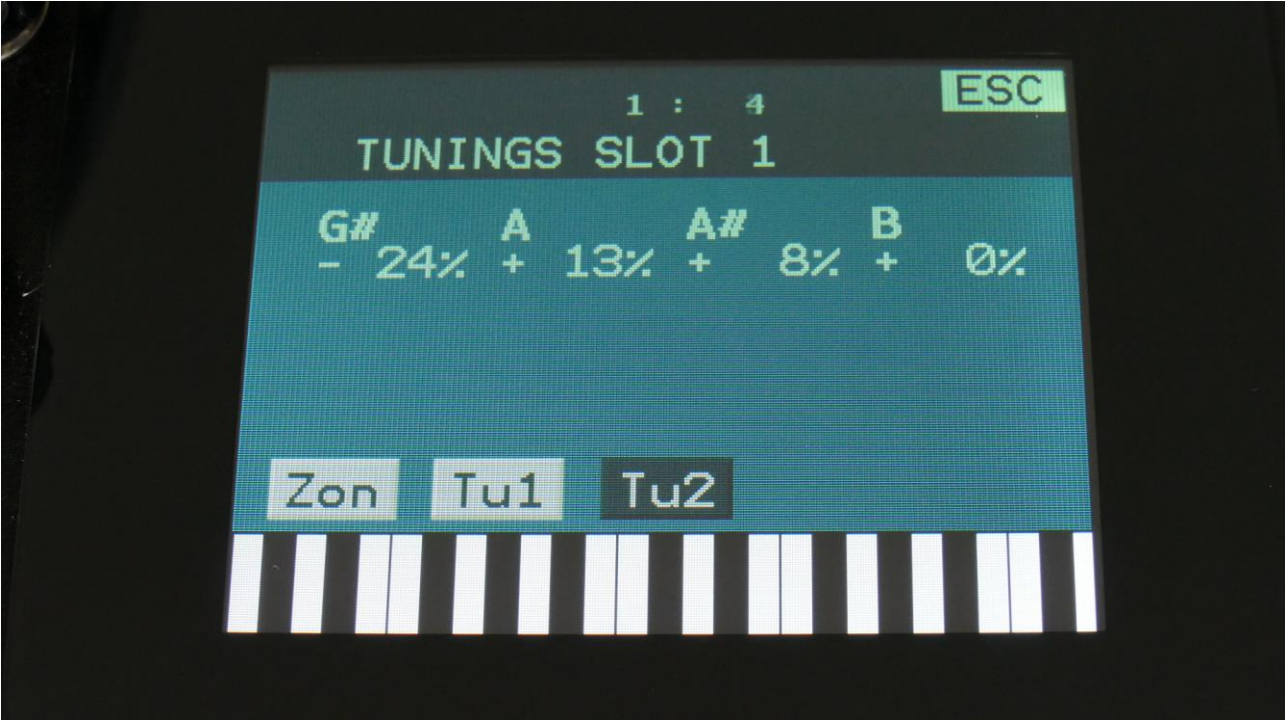 1 : 4 ESC
TUNINGS SLOT 1
G# A A# B
- 24% + 13% + 8% + 0%
Zon Tu1 Tu2